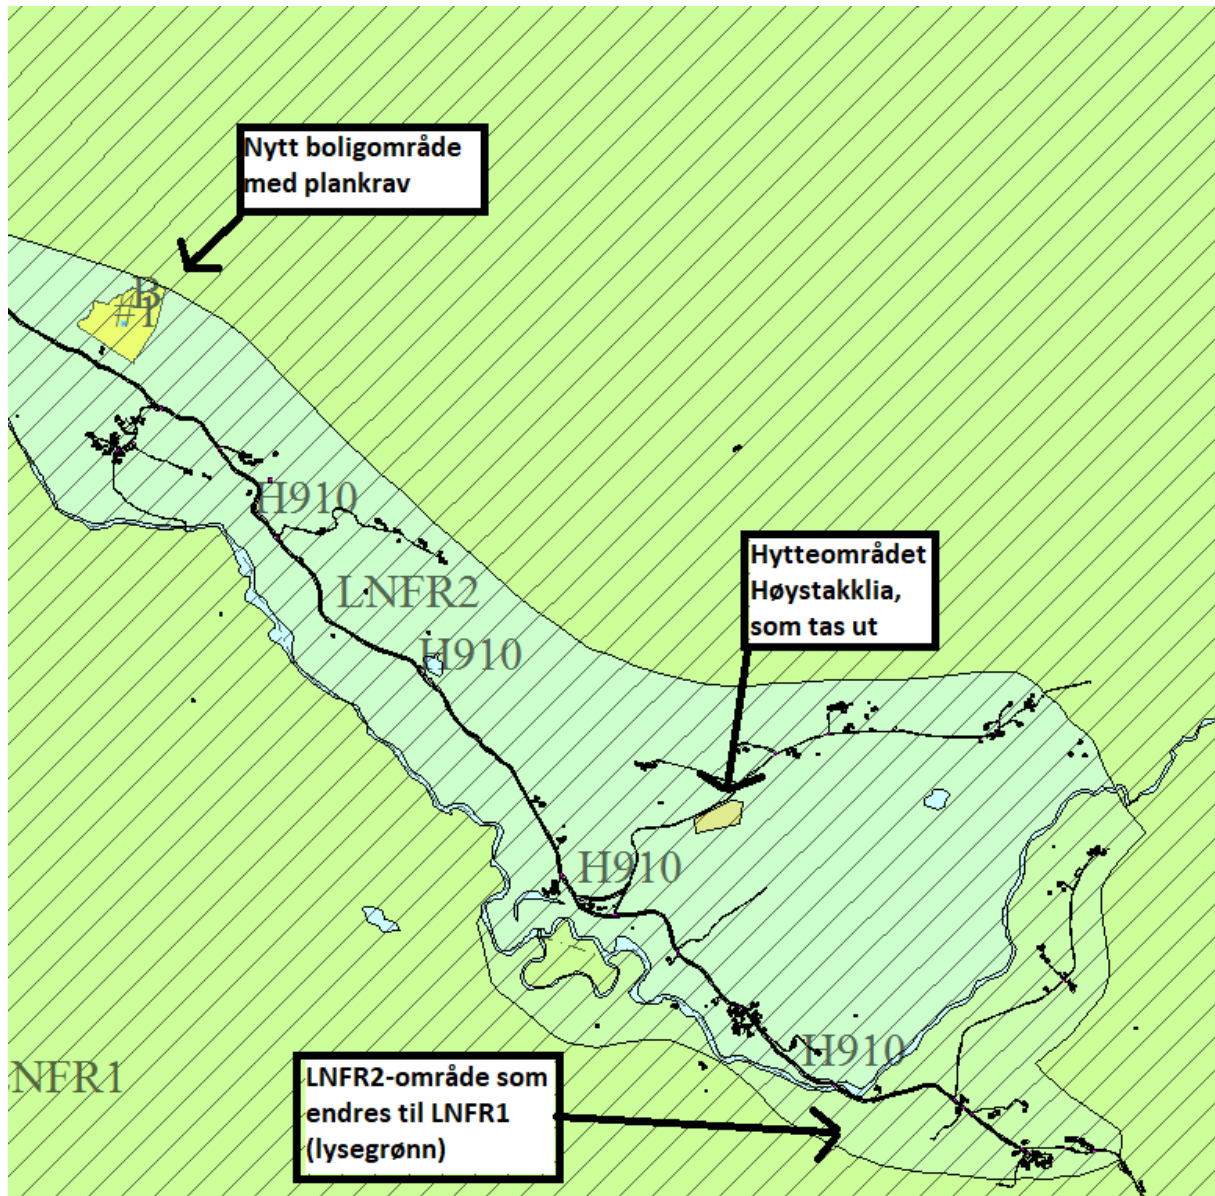 Nytt boligområde
med plankrav
B
#1
H910
LNFR2
Hytteområdet
Høystakklia,
som tas ut
H910
H910
H910
NFR1
LNFR2-område som
endres til LNFR1
(lysegrønn)